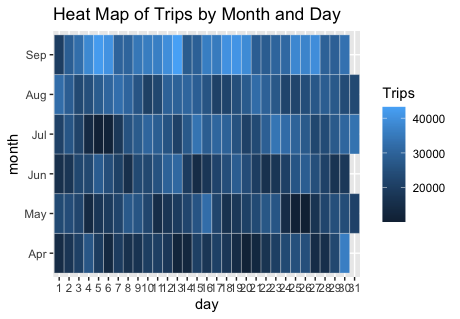 Heat Map of Trips by Month and Day
Sep
Aug
Jul
Jun
May
Apr
month
1 2 3 4 5 6 7 8 9 10 11 12 13 14 15 16 17 18 19 20 21 22 23 24 25 26 27 28 29 30 31
day
Trips
40000
30000
20000